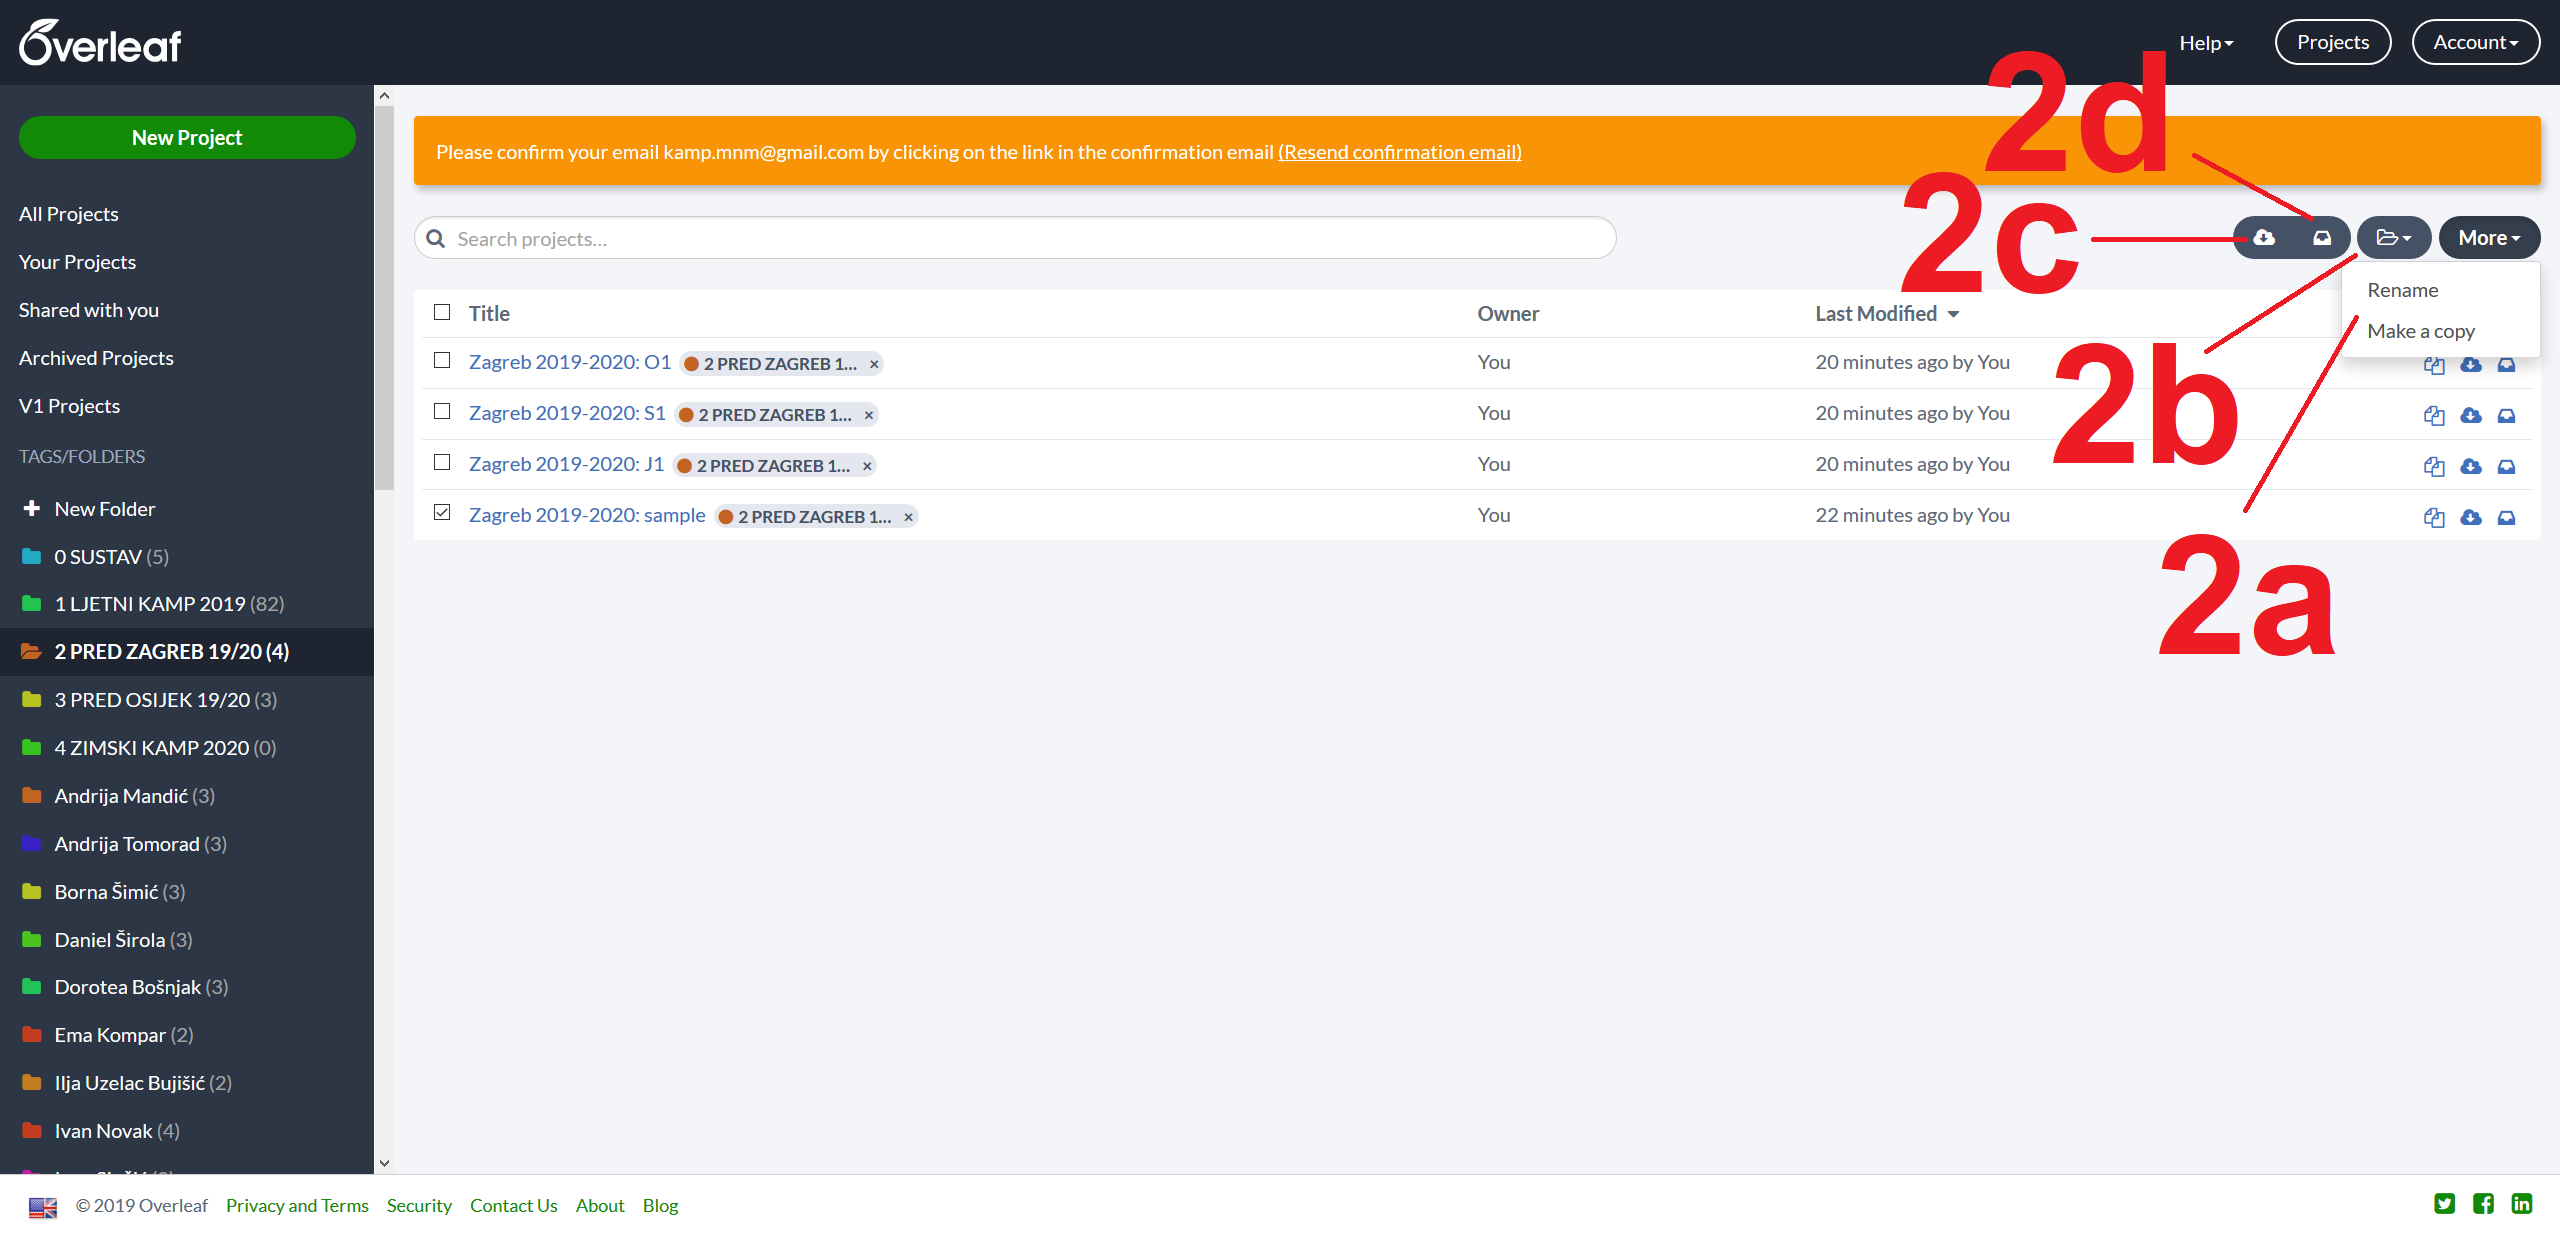 Overleaf
Help
Projects
Account
New Project
All Projects
Your Projects
Shared with you
Archived Projects
V1 Projects
TAGS/FOLDERS
New Folder
0 SUSTAV (5)
1 LJETNI KAMP 2019 (82)
2 PRED ZAGREB 19/20 (4)
3 PRED OSIJEK 19/20 (3)
4 ZIMSKI KAMP 2020 (0)
Andrija Mandić (3)
Andrija Tomorad (3)
Borna Šimić (3)
Daniel Širola (3)
Dorotea Bošnjak (3)
Ema Kompar (2)
Ilja Uzelac Bujišić (2)
Ivan Novak (4)
Please confirm your email kamp.mnm@gmail.com by clicking on the link in the confirmation email (Resend confirmation email)
Search projects...
More
Rename
Make a copy
2d
2c
2b
2a
Title Owner Last Modified
Zagreb 2019-2020: O1 2 PRED ZAGREB 1... × You 20 minutes ago by You
Zagreb 2019-2020: S1 2 PRED ZAGREB 1... × You 20 minutes ago by You
Zagreb 2019-2020: J1 2 PRED ZAGREB 1... × You 20 minutes ago by You
Zagreb 2019-2020: sample 2 PRED ZAGREB 1... × You 22 minutes ago by You
© 2019 Overleaf Privacy and Terms Security Contact Us About Blog